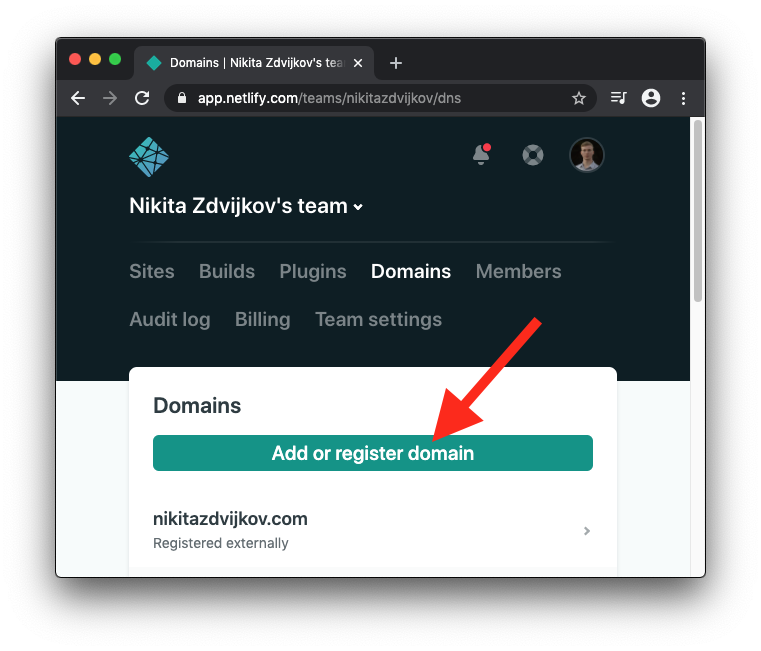 Domains | Nikita Zdvijkov's tea
app.netlify.com/teams/nikitazdvijkov/dns
Nikita Zdvijkov's team
Sites Builds Plugins Domains Members
Audit log Billing Team settings
Domains
Add or register domain
nikitazdvijkov.com
Registered externally